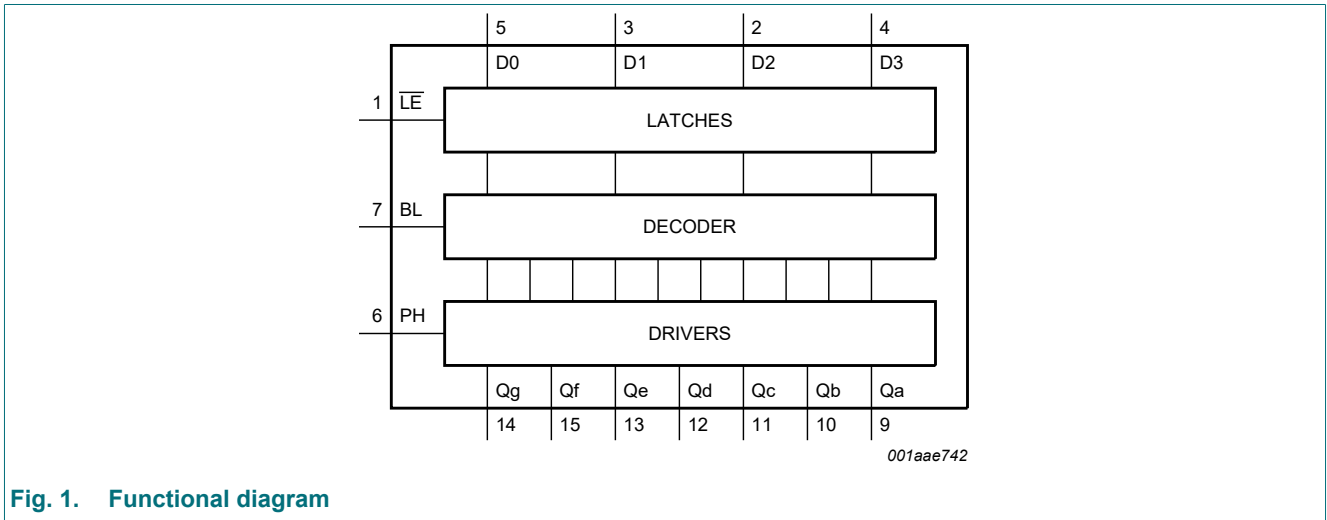 5 3 2 4
D0 D1 D2 D3
1 L̅E̅
LATCHES
7 BL
DECODER
6 PH
DRIVERS
Qg Qf Qe Qd Qc Qb Qa
14 15 13 12 11 10 9
001aae742
Fig. 1. Functional diagram